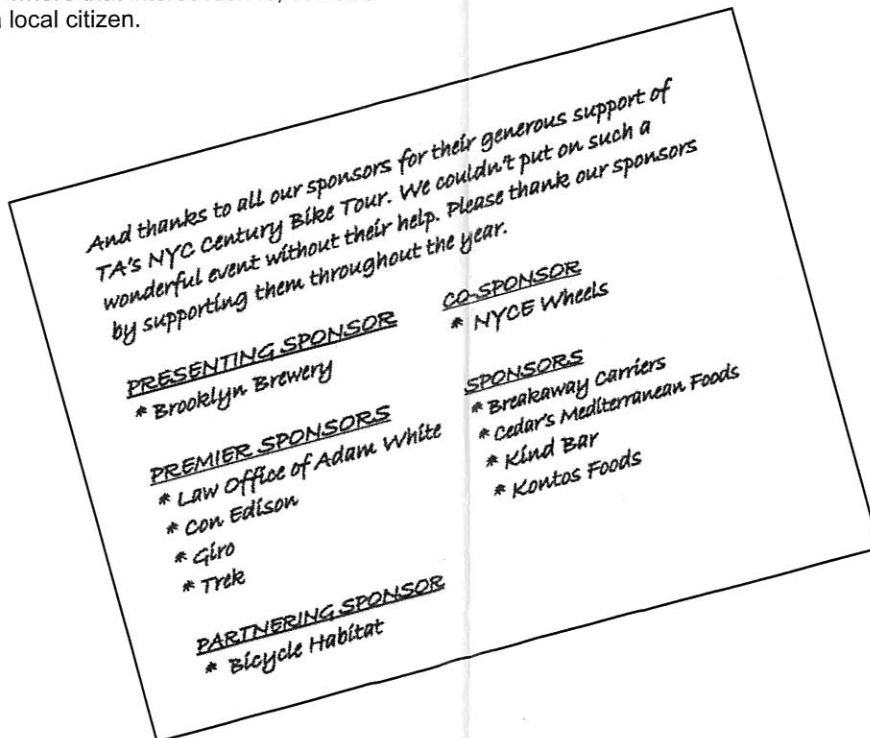 local citizen.
And thanks to all our sponsors for their generous support of
TA's NYC Century Bike Tour. We couldn't put on such a
wonderful event without their help. Please thank our sponsors
by supporting them throughout the year.
PRESENTING SPONSOR
* Brooklyn Brewery
PREMIER SPONSORS
* Law Office of Adam White
* Con Edison
* Giro
* Trek
PARTNERING SPONSOR
* Bicycle Habitat
CO-SPONSOR
* NYCE Wheels
SPONSORS
* Breakaway Carriers
* Cedar's Mediterranean Foods
* Kind Bar
* Kontos Foods